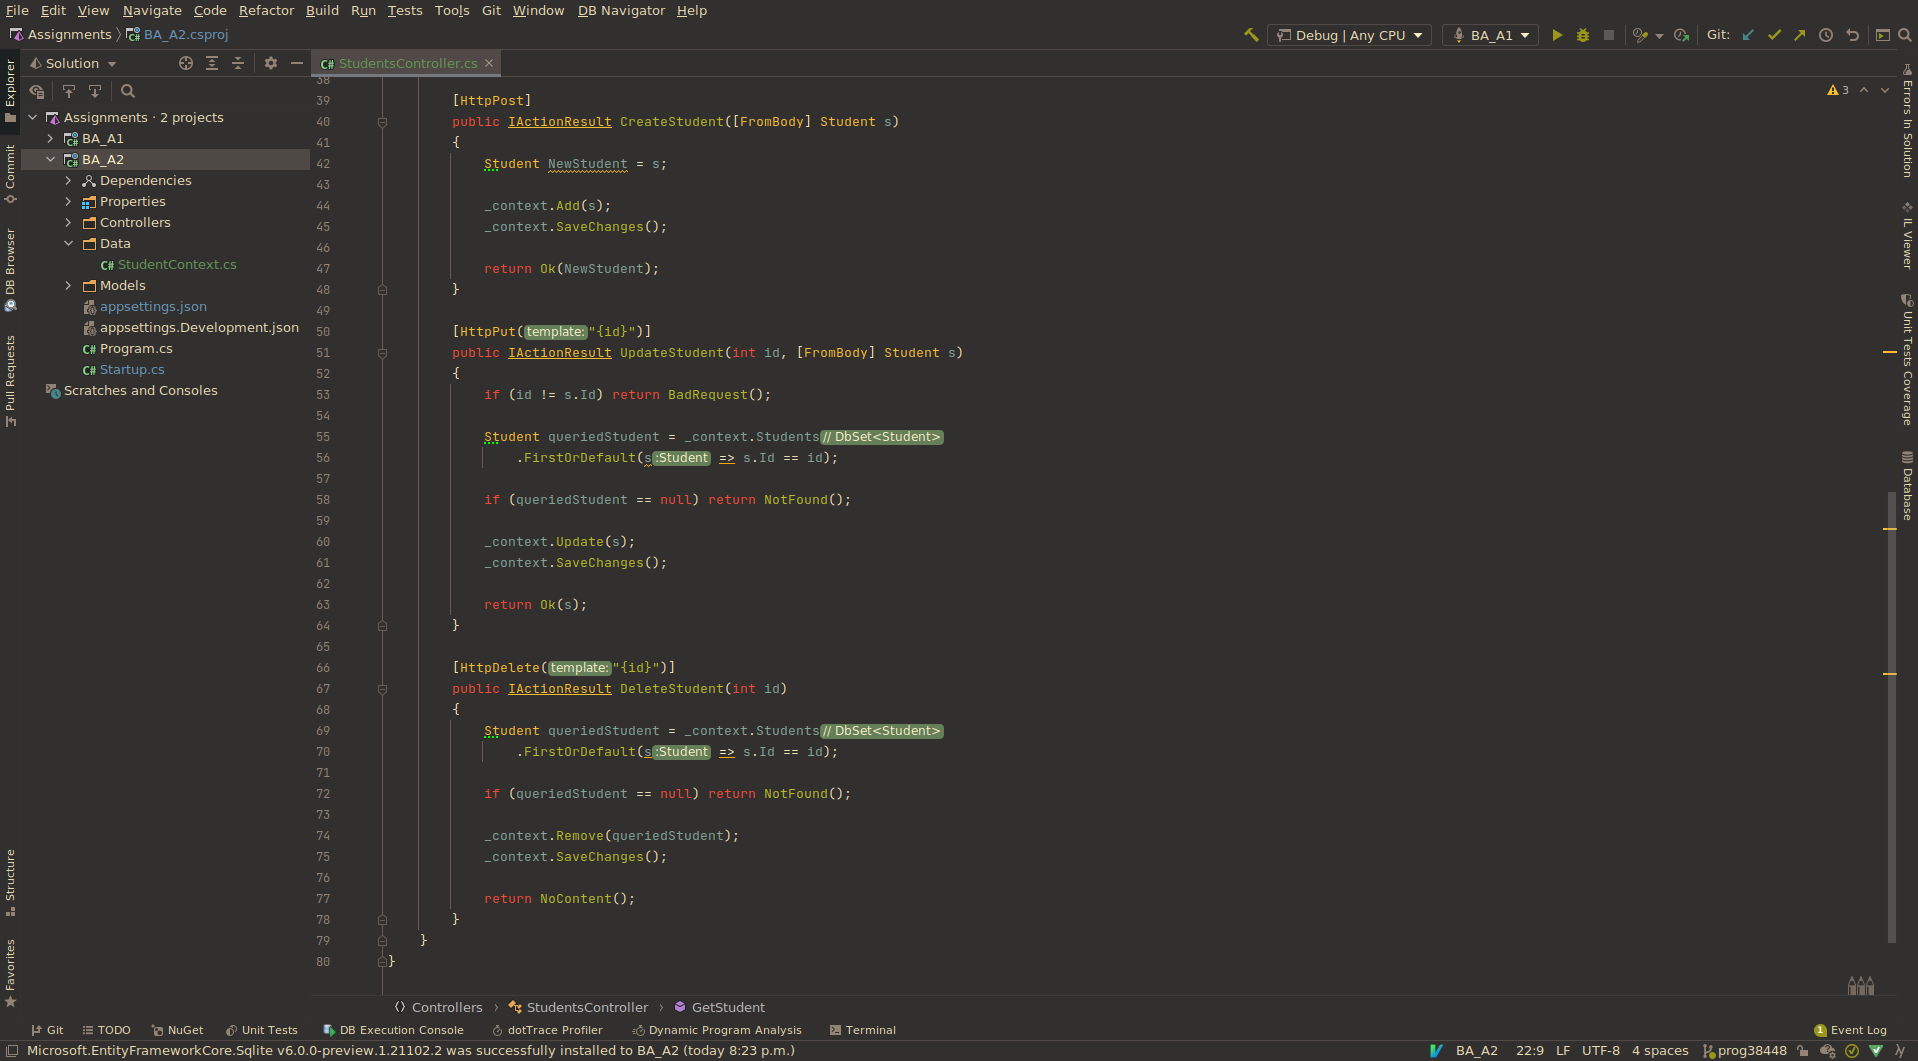 File Edit View Navigate Code Refactor Build Run Tests Tools Git Window DB Navigator Help
Assignments BA_A2.csproj
Debug | Any CPU BA_A1 Git:
Solution
StudentsController.cs
Explorer
Commit
DB Browser
Pull Requests
Structure
Favorites
Assignments · 2 projects
BA_A1
BA_A2
Dependencies
Properties
Controllers
Data
C# StudentContext.cs
Models
appsettings.json
appsettings.Development.json
C# Program.cs
C# Startup.cs
Scratches and Consoles
3
38
39 [HttpPost]
40 public IActionResult CreateStudent([FromBody] Student s)
41 {
42 Student NewStudent = s;
43
44 _context.Add(s);
45 _context.SaveChanges();
46
47 return Ok(NewStudent);
48 }
49
50 [HttpPut(template:"{id}")]
51 public IActionResult UpdateStudent(int id, [FromBody] Student s)
52 {
53 if (id != s.Id) return BadRequest();
54
55 Student queriedStudent = _context.Students // DbSet<Student>
56 .FirstOrDefault(s:Student => s.Id == id);
57
58 if (queriedStudent == null) return NotFound();
59
60 _context.Update(s);
61 _context.SaveChanges();
62
63 return Ok(s);
64 }
65
66 [HttpDelete(template:"{id}")]
67 public IActionResult DeleteStudent(int id)
68 {
69 Student queriedStudent = _context.Students // DbSet<Student>
70 .FirstOrDefault(s:Student => s.Id == id);
71
72 if (queriedStudent == null) return NotFound();
73
74 _context.Remove(queriedStudent);
75 _context.SaveChanges();
76
77 return NoContent();
78 }
79 }
80 }
Errors In Solution
IL Viewer
Unit Tests Coverage
Database
Controllers StudentsController GetStudent
Git TODO NuGet Unit Tests DB Execution Console dotTrace Profiler Dynamic Program Analysis Terminal 1 Event Log
Microsoft.EntityFrameworkCore.Sqlite v6.0.0-preview.1.21102.2 was successfully installed to BA_A2 (today 8:23 p.m.) BA_A2 22:9 LF UTF-8 4 spaces prog38448